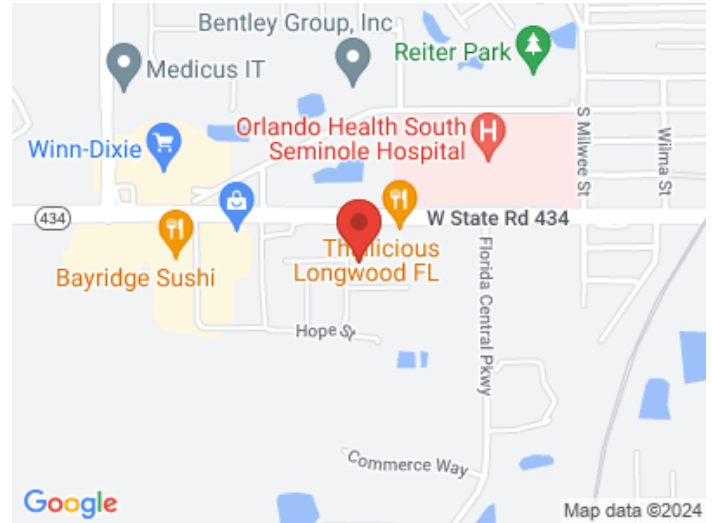 Bentley Group, Inc
Reiter Park
Medicus IT
Orlando Health South
Seminole Hospital
H
Winn-Dixie
S Milwee St
Wilma St
434
W State Rd 434
Longwood FL
Bayridge Sushi
Florida Central Pkwy
Hope St
Commerce Way
Google
Map data ©2024